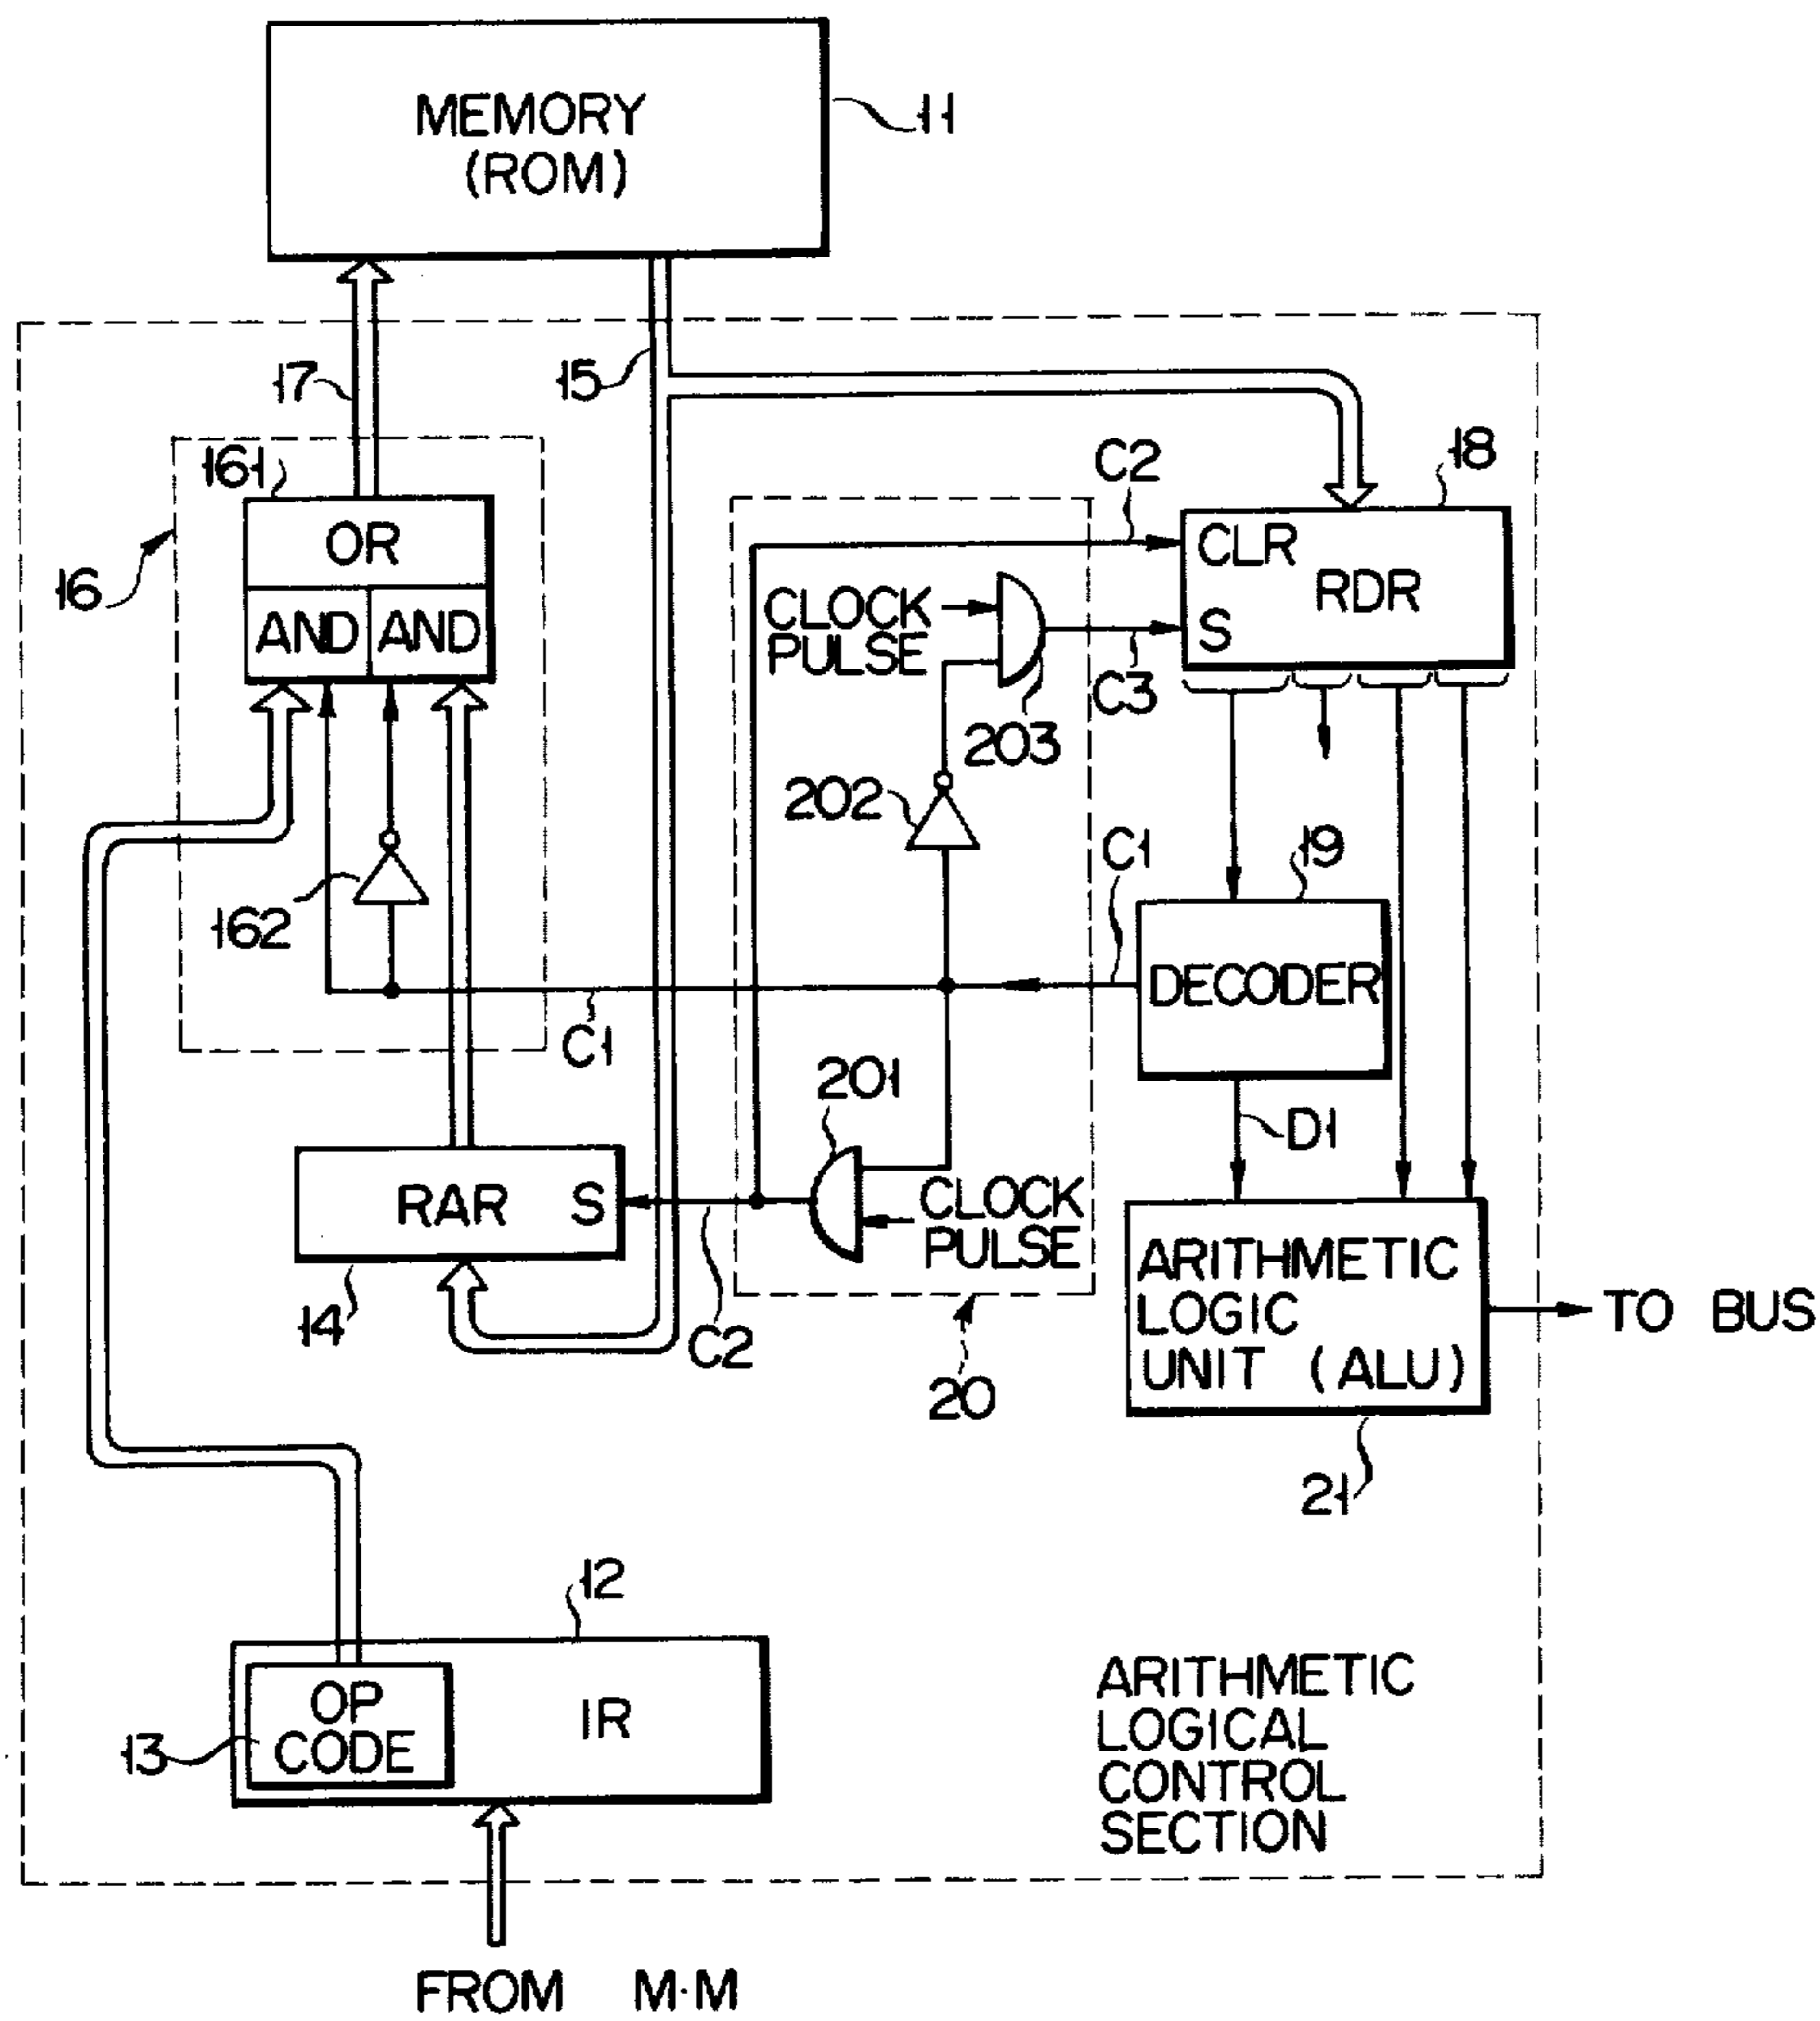 MEMORY
(ROM)
11
17
15
161
C2
18
OR
CLR
RDR
16
CLOCK
PULSE
AND AND
S
C3
203
202
C1
19
162
DECODER
C1
201
D1
RAR S
CLOCK
PULSE
ARITHMETIC
LOGIC
UNIT (ALU)
TO BUS
14
C2
20
21
12
OP
CODE
IR
13
ARITHMETIC
LOGICAL
CONTROL
SECTION
FROM M·M